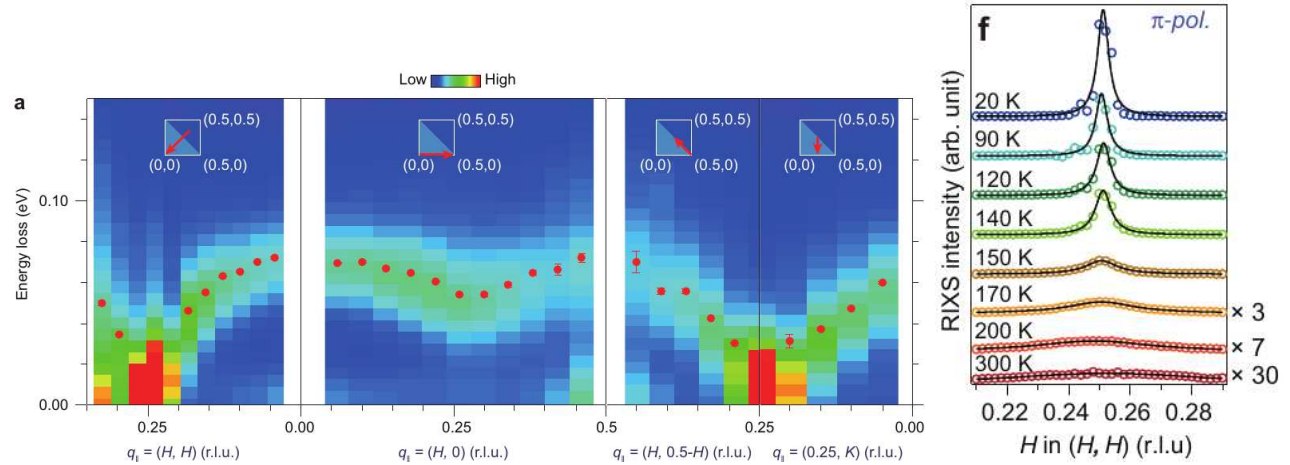 a
Low High
Energy loss (eV)
0.10
0.00
(0.5,0.5)
(0,0) (0.5,0)
(0.5,0.5)
(0,0) (0.5,0)
(0.5,0.5)
(0,0) (0.5,0)
(0.5,0.5)
(0,0) (0.5,0)
0.25 0.00 0.25 0.5 0.25 0.00
q∥ = (H, H) (r.l.u.)
q∥ = (H, 0) (r.l.u.)
q∥ = (H, 0.5-H) (r.l.u.)
q∥ = (0.25, K) (r.l.u.)
f
π-pol.
RIXS intensity (arb. unit)
20 K
90 K
120 K
140 K
150 K
170 K × 3
200 K × 7
300 K × 30
0.22 0.24 0.26 0.28
H in (H, H) (r.l.u)